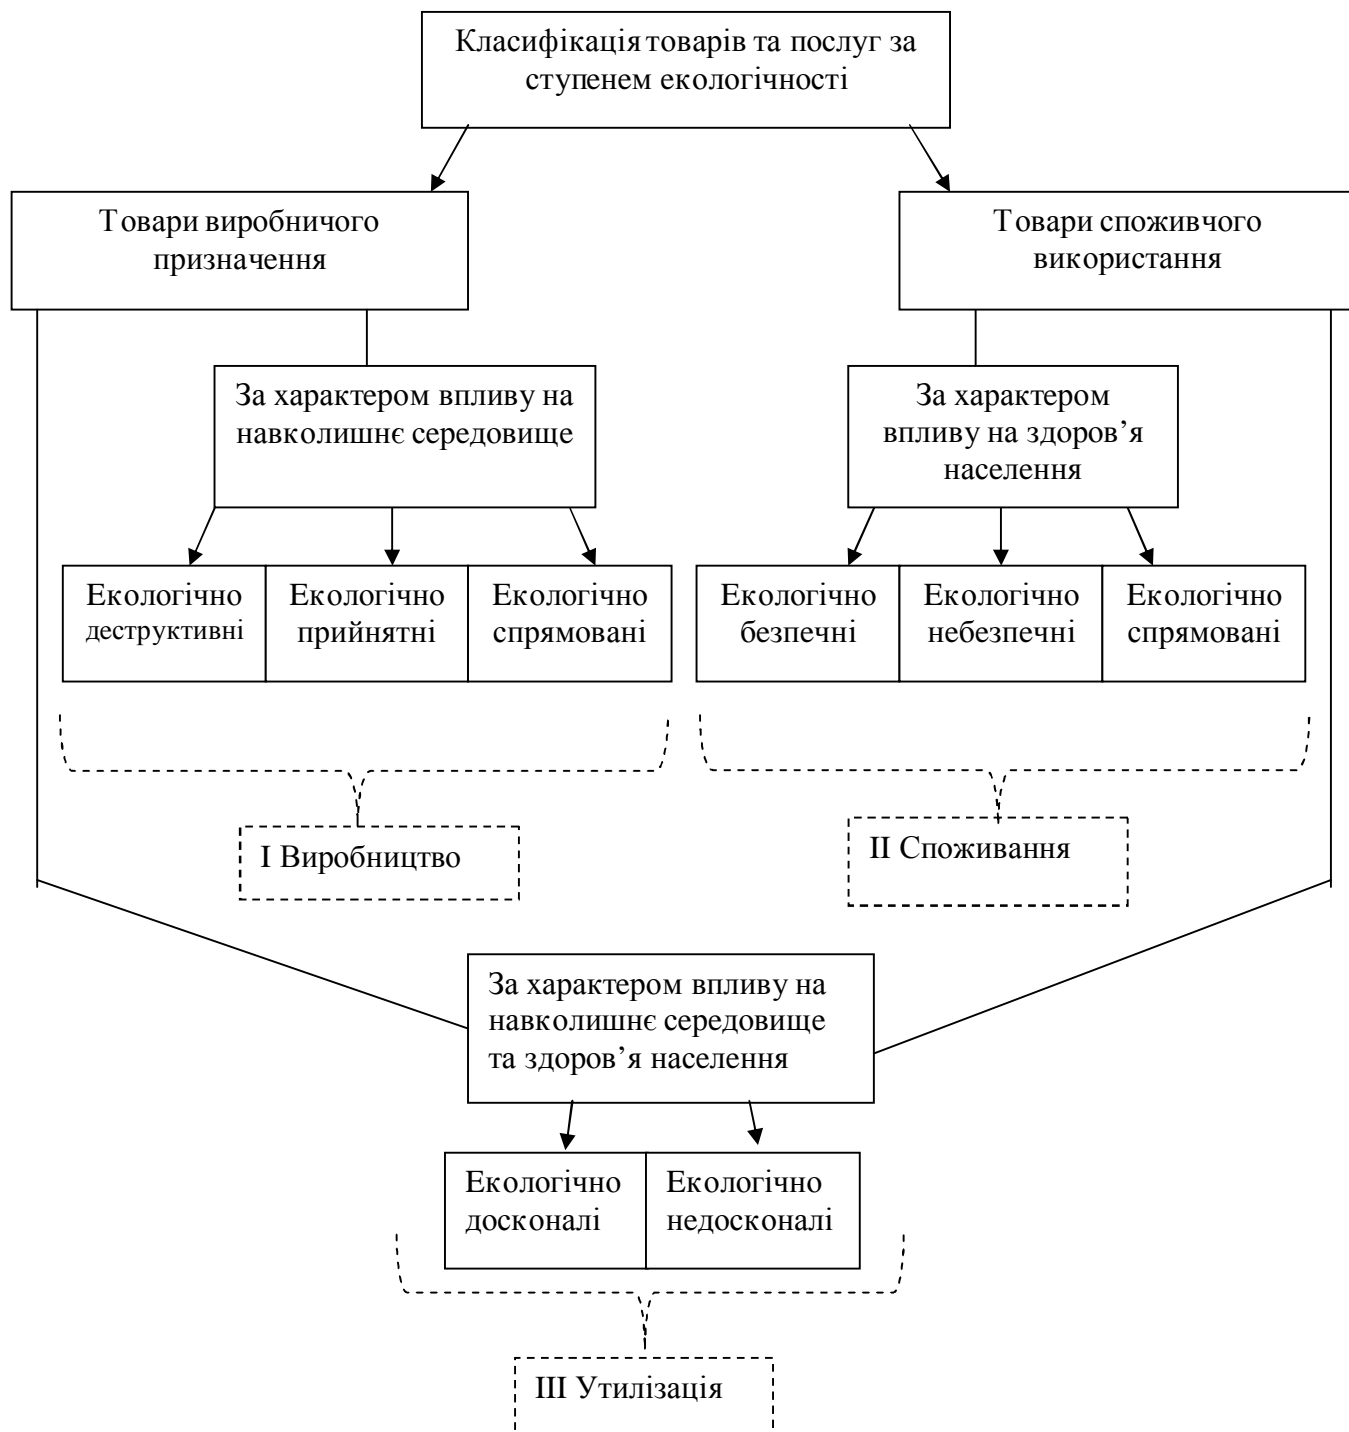 Класифікація товарів та послуг за
ступенем екологічності
Товари виробничого
призначення
Товари споживчого
використання
За характером впливу на
навколишнє середовище
За характером
впливу на здоров’я
населення
Екологічно
деструктивні
Екологічно
прийнятні
Екологічно
спрямовані
Екологічно
безпечні
Екологічно
небезпечні
Екологічно
спрямовані
І Виробництво
ІІ Споживання
За характером впливу на
навколишнє середовище
та здоров’я населення
Екологічно
досконалі
Екологічно
недосконалі
ІІІ Утилізація